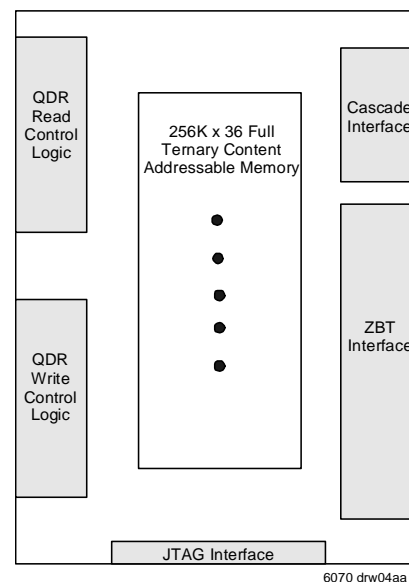 QDR
Read
Control
Logic
256K x 36 Full
Ternary Content
Addressable Memory
Cascade
Interface
QDR
Write
Control
Logic
ZBT
Interface
JTAG Interface
6070 drw04aa